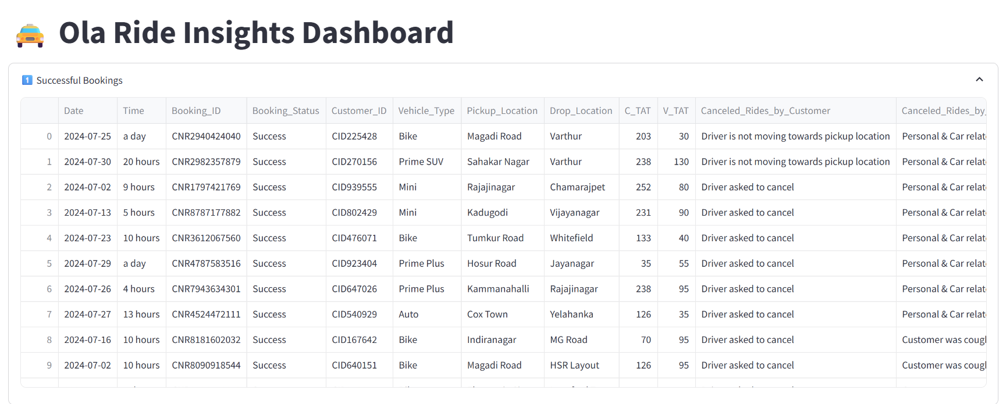 Ola Ride Insights Dashboard
1 Successful Bookings
Date Time Booking_ID Booking_Status Customer_ID Vehicle_Type Pickup_Location Drop_Location C_TAT V_TAT Canceled_Rides_by_Customer Canceled_Rides_by_
0 2024-07-25 a day CNR2940424040 Success CID225428 Bike Magadi Road Varthur 203 30 Driver is not moving towards pickup location Personal & Car relat
1 2024-07-30 20 hours CNR2982357879 Success CID270156 Prime SUV Sahakar Nagar Varthur 238 130 Driver is not moving towards pickup location Personal & Car relat
2 2024-07-02 9 hours CNR1797421769 Success CID939555 Mini Rajajinagar Chamarajpet 252 80 Driver asked to cancel Personal & Car relat
3 2024-07-13 5 hours CNR8787177882 Success CID802429 Mini Kadugodi Vijayanagar 231 90 Driver asked to cancel Personal & Car relat
4 2024-07-23 10 hours CNR3612067560 Success CID476071 Bike Tumkur Road Whitefield 133 40 Driver asked to cancel Personal & Car relat
5 2024-07-29 a day CNR4787583516 Success CID923404 Prime Plus Hosur Road Jayanagar 35 55 Driver asked to cancel Personal & Car relat
6 2024-07-26 4 hours CNR7943634301 Success CID647026 Prime Plus Kammanahalli Rajajinagar 238 95 Driver asked to cancel Personal & Car relat
7 2024-07-27 13 hours CNR4524472111 Success CID540929 Auto Cox Town Yelahanka 126 35 Driver asked to cancel Personal & Car relat
8 2024-07-16 10 hours CNR8181602032 Success CID167642 Bike Indiranagar MG Road 70 95 Driver asked to cancel Customer was cough
9 2024-07-02 10 hours CNR8090918544 Success CID640151 Bike Magadi Road HSR Layout 126 95 Driver asked to cancel Customer was cough